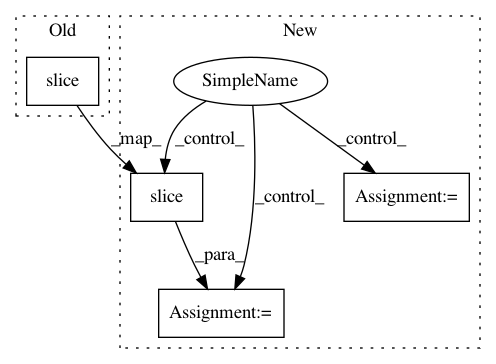 Old
New
slice
SimpleName
_map_
_control_
_control_
slice
_control_
Assignment:=
_para_
Assignment:=